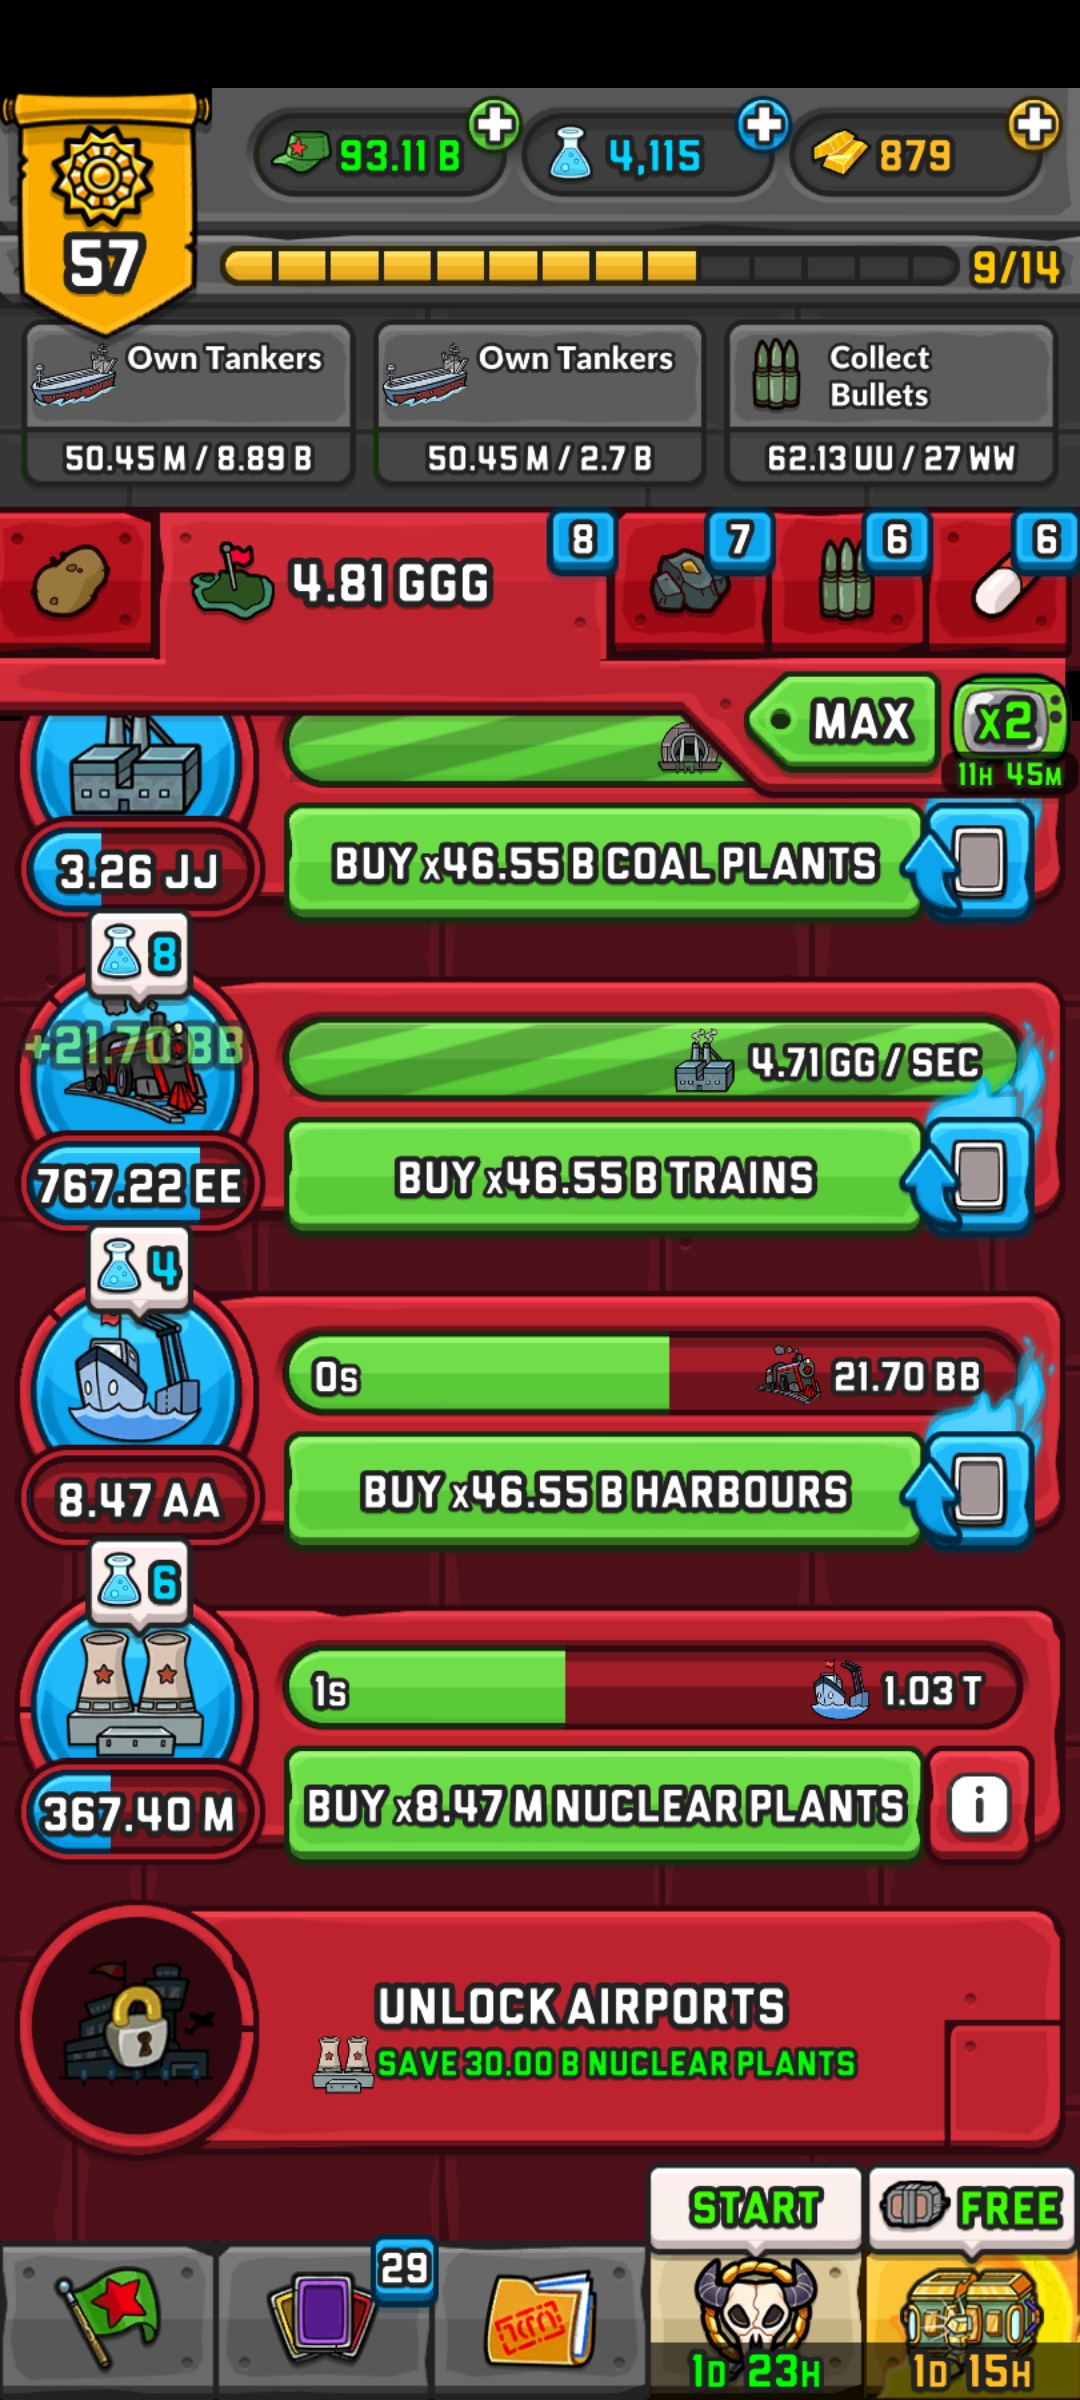 57
93.11 B
4,115
879
9/14
Own Tankers
50.45 M / 8.89 B
Own Tankers
50.45 M / 2.7 B
Collect
Bullets
62.13 UU / 27 WW
4.81 GGG
8
7
6
6
MAX
x2
11H 45M
3.26 JJ
BUY x46.55 B COAL PLANTS
8
+21.70 BB
4.71 GG / SEC
767.22 EE
BUY x46.55 B TRAINS
4
0s
21.70 BB
8.47 AA
BUY x46.55 B HARBOURS
6
1s
1.03 T
367.40 M
BUY x8.47 M NUCLEAR PLANTS
i
UNLOCK AIRPORTS
SAVE 30.00 B NUCLEAR PLANTS
29
START
1D 23H
FREE
1D 15H